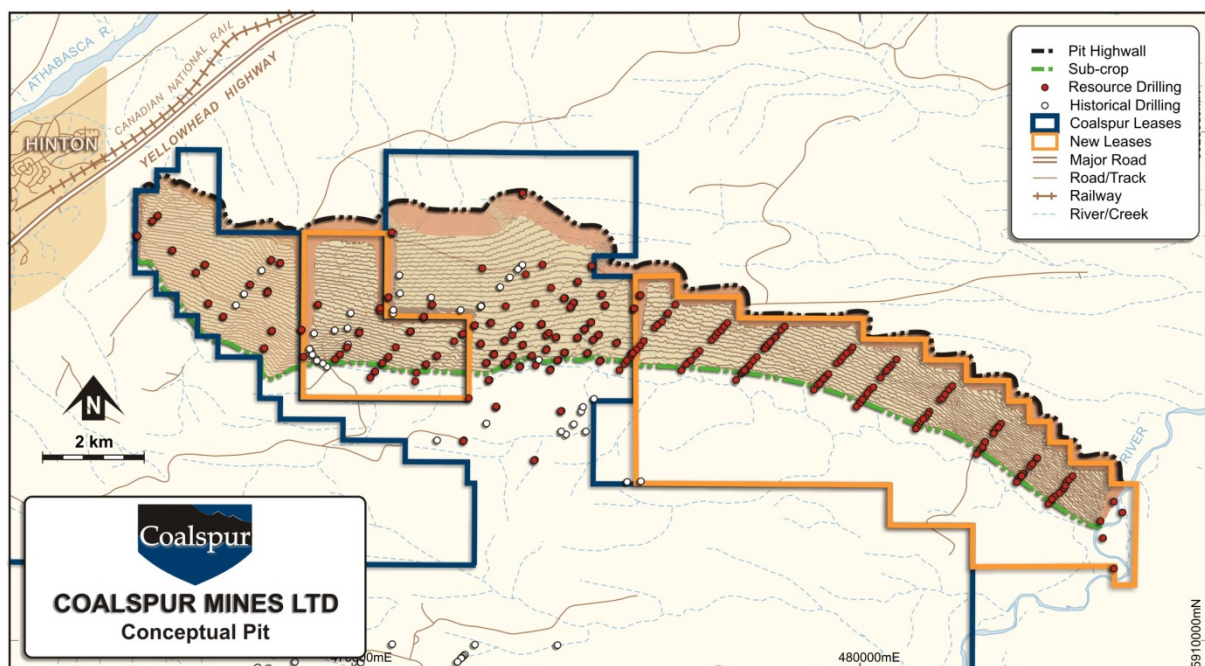 ATHABASCA R.
CANADIAN NATIONAL RAIL
YELLOWHEAD HIGHWAY
HINTON
Pit Highwall
Sub-crop
Resource Drilling
Historical Drilling
Coalspur Leases
New Leases
Major Road
Road/Track
Railway
River/Creek
N
2 km
RIVER
Coalspur
COALSPUR MINES LTD
Conceptual Pit
480000mE
5910000mN